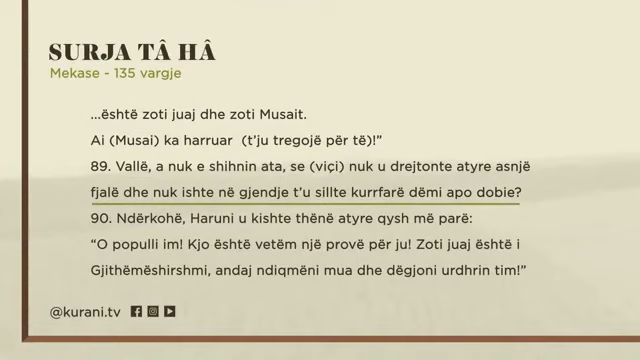 SURJA TÂ HÂ
Mekase - 135 vargje
...është zoti juaj dhe zoti Musait.
Ai (Musai) ka harruar (t'ju tregojë për të)!”
89. Vallë, a nuk e shihnin ata, se (viçi) nuk u drejtonte atyre asnjë
fjalë dhe nuk ishte në gjendje t'u sillte kurrfarë dëmi apo dobie?
90. Ndërkohë, Haruni u kishte thënë atyre qysh më parë:
“O populli im! Kjo është vetëm një provë për ju! Zoti juaj është i
Gjithëmëshirshmi, andaj ndiqmëni mua dhe dëgjoni urdhrin tim!”
@kurani.tv